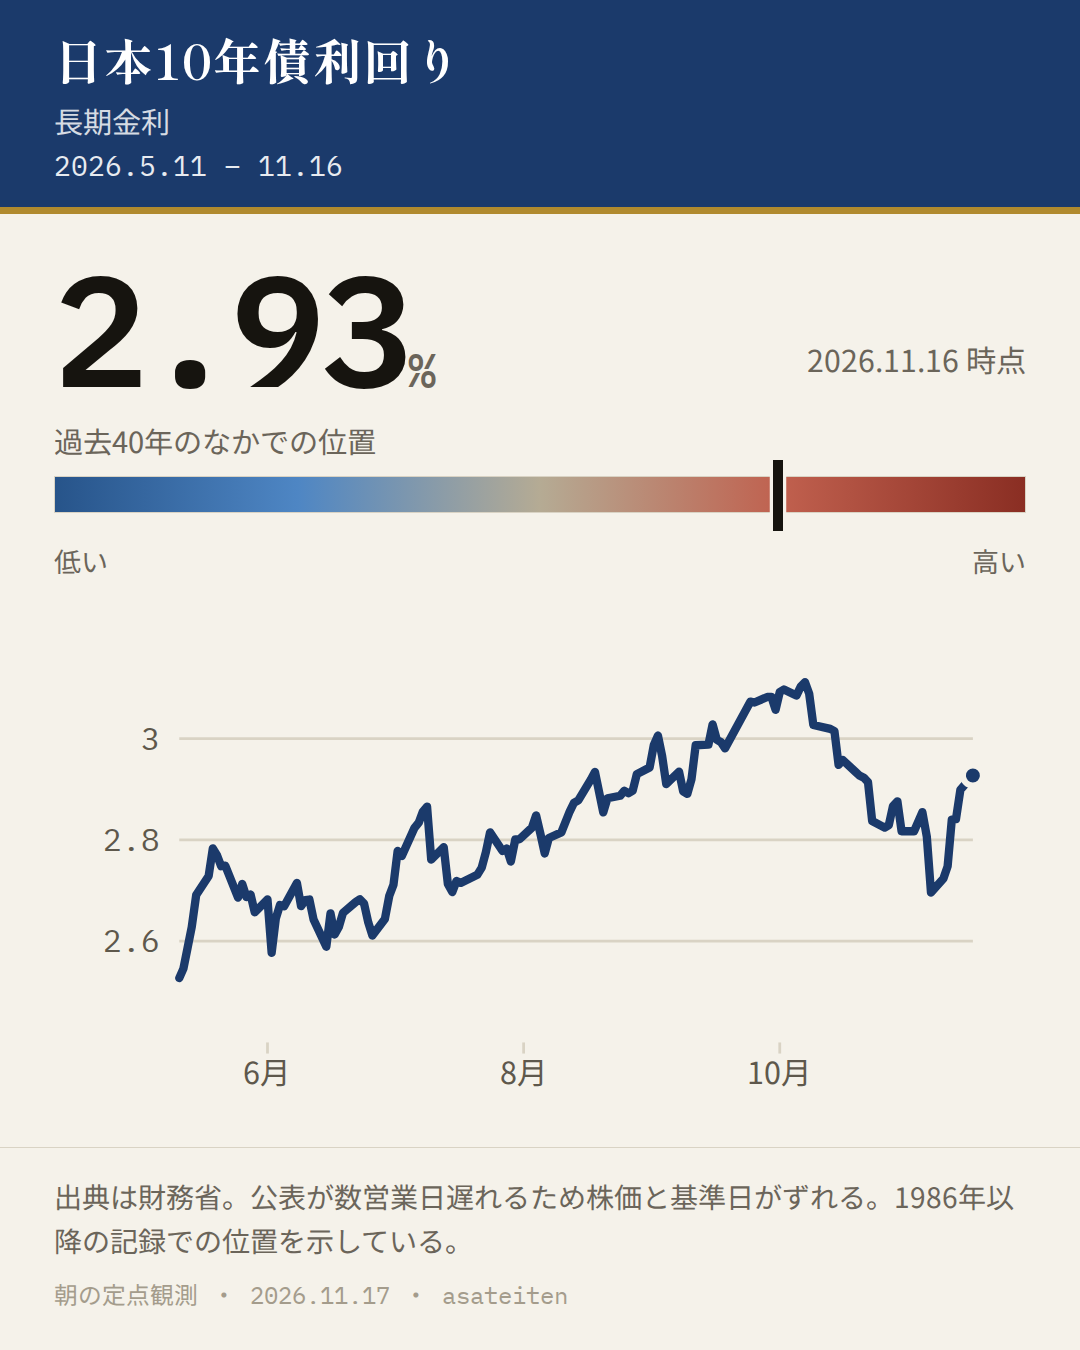 日本10年債利回り
長期金利
2026.5.11 – 11.16
2.93%
2026.11.16 時点
過去40年のなかでの位置
低い
高い
3
2.8
2.6
6月
8月
10月
出典は財務省。公表が数営業日遅れるため株価と基準日がずれる。1986年以
降の記録での位置を示している。
朝の定点観測 ・ 2026.11.17 ・ asateiten